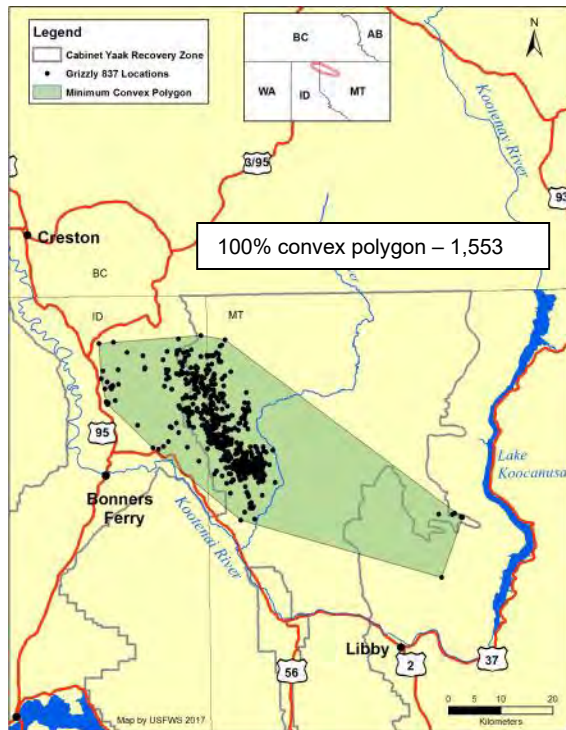 Legend
Cabinet Yaak Recovery Zone
Grizzly 837 Locations
Minimum Convex Polygon
BC
AB
WA
ID
MT
N
Kootenay River
3/95
93
Creston
100% convex polygon – 1,553
BC
ID
MT
95
Bonners
Ferry
Kootenai River
Lake
Koocanusa
Libby
56
2
37
0 5 10 20
Kilometers
Map by USFWS 2017